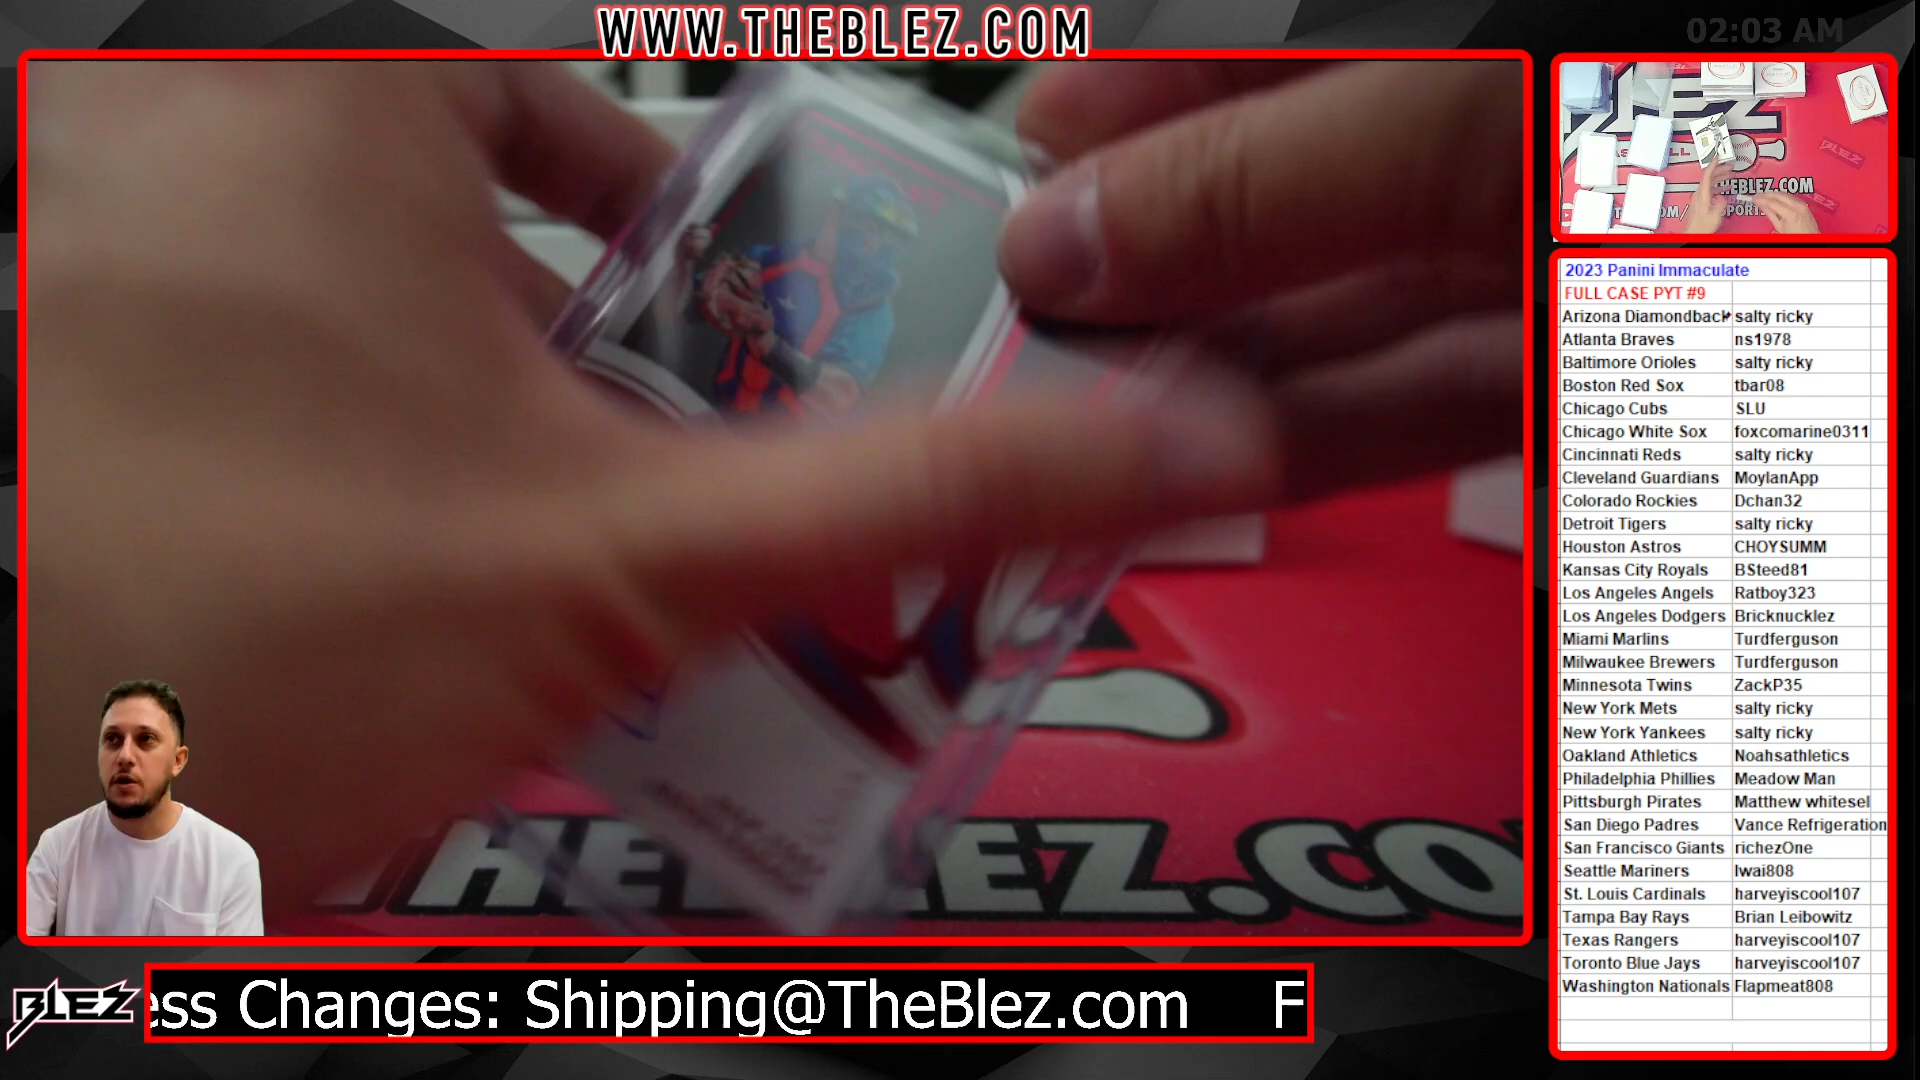 WWW.THEBLEZ.COM
02:03 AM
THEBLEZ.COM
2023 Panini Immaculate
FULL CASE PYT #9
Arizona Diamondback salty ricky
Atlanta Braves ns1978
Baltimore Orioles salty ricky
Boston Red Sox tbar08
Chicago Cubs SLU
Chicago White Sox foxcomarine0311
Cincinnati Reds salty ricky
Cleveland Guardians MoylanApp
Colorado Rockies Dchan32
Detroit Tigers salty ricky
Houston Astros CHOYSUMM
Kansas City Royals BSteed81
Los Angeles Angels Ratboy323
Los Angeles Dodgers Bricknucklez
Miami Marlins Turdferguson
Milwaukee Brewers Turdferguson
Minnesota Twins ZackP35
New York Mets salty ricky
New York Yankees salty ricky
Oakland Athletics Noahsathletics
Philadelphia Phillies Meadow Man
Pittsburgh Pirates Matthew whitesel
San Diego Padres Vance Refrigeration
San Francisco Giants richezOne
Seattle Mariners lwai808
St. Louis Cardinals harveyiscool107
Tampa Bay Rays Brian Leibowitz
Texas Rangers harveyiscool107
Toronto Blue Jays harveyiscool107
Washington Nationals Flapmeat808
HEZ.CO
BLEZ
ess Changes: Shipping@TheBlez.com F